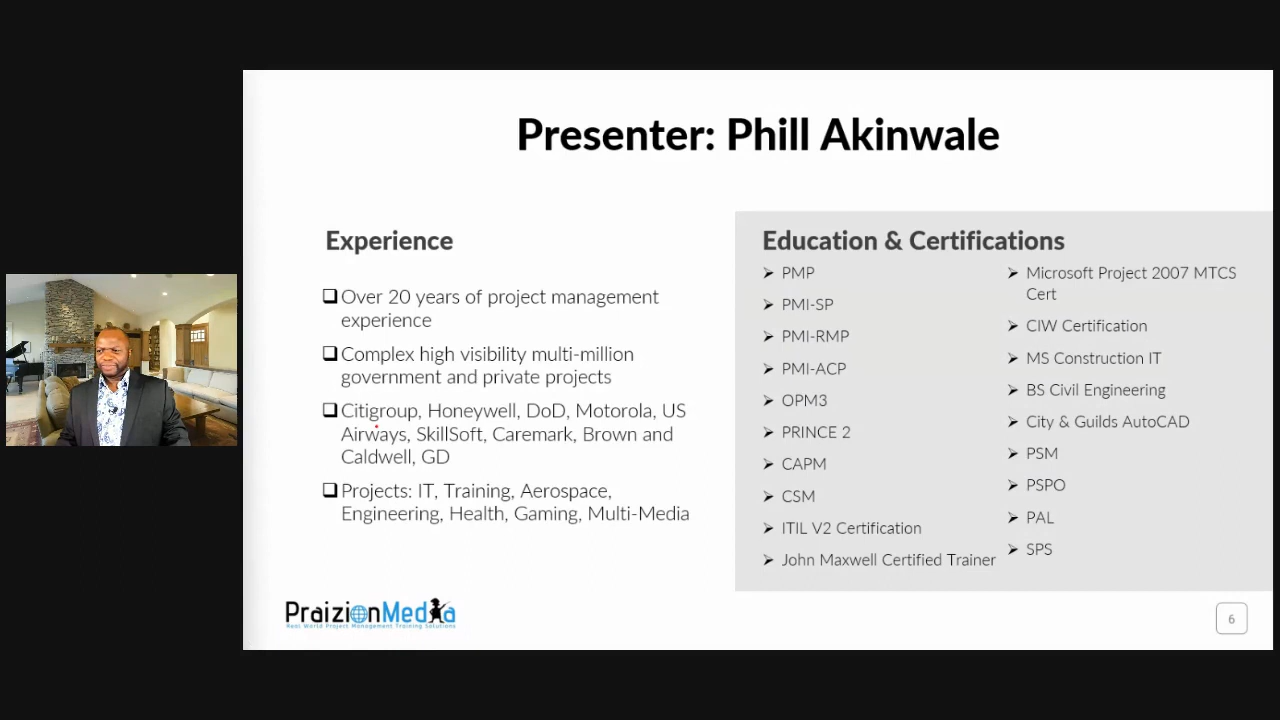 Presenter: Phill Akinwale
Experience
Over 20 years of project management
experience
Complex high visibility multi-million
government and private projects
Citigroup, Honeywell, DoD, Motorola, US
Airways, SkillSoft, Caremark, Brown and
Caldwell, GD
Projects: IT, Training, Aerospace,
Engineering, Health, Gaming, Multi-Media
Education & Certifications
PMP
PMI-SP
PMI-RMP
PMI-ACP
OPM3
PRINCE 2
CAPM
CSM
ITIL V2 Certification
John Maxwell Certified Trainer
Microsoft Project 2007 MTCS
Cert
CIW Certification
MS Construction IT
BS Civil Engineering
City & Guilds AutoCAD
PSM
PSPO
PAL
SPS
PraizionMedia
Real World Project Management Training Solutions
6